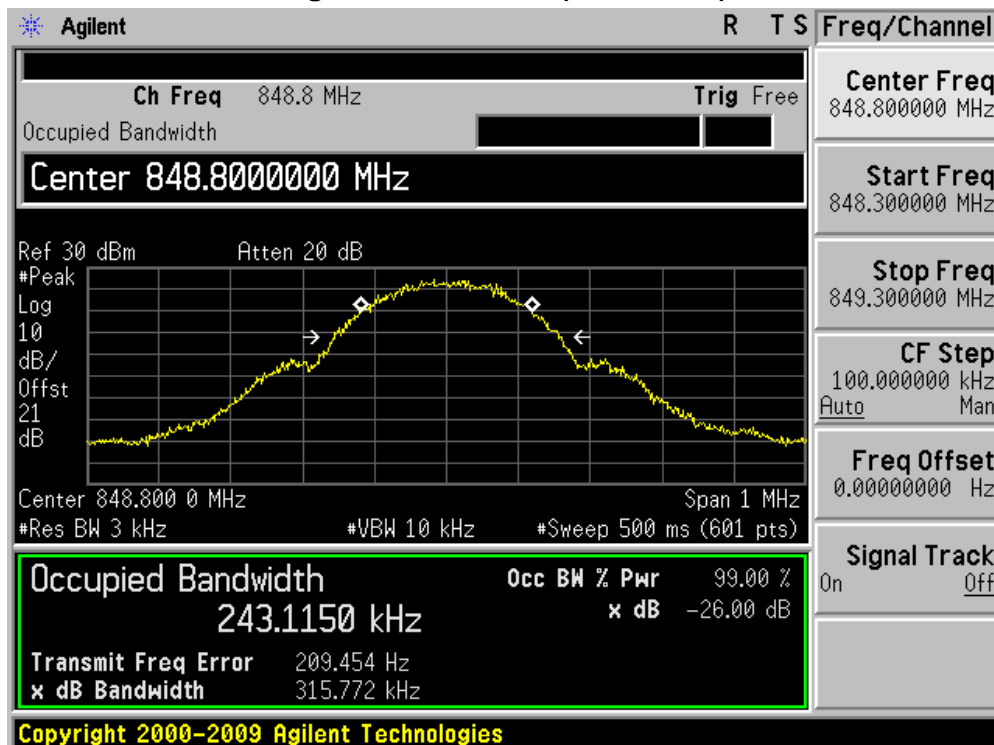 Agilent R T S
Freq/Channel
Ch Freq 848.8 MHz Trig Free
Occupied Bandwidth
Center 848.8000000 MHz
Ref 30 dBm Atten 20 dB
#Peak
Log
10
dB/
Offst
21
dB
Center 848.800 0 MHz Span 1 MHz
#Res BW 3 kHz #VBW 10 kHz #Sweep 500 ms (601 pts)
Occupied Bandwidth
243.1150 kHz
Occ BW % Pwr 99.00 %
x dB -26.00 dB
Transmit Freq Error 209.454 Hz
x dB Bandwidth 315.772 kHz
Center Freq
848.800000 MHz
Start Freq
848.300000 MHz
Stop Freq
849.300000 MHz
CF Step
100.000000 kHz
Auto Man
Freq Offset
0.00000000 Hz
Signal Track
On Off
Copyright 2000-2009 Agilent Technologies